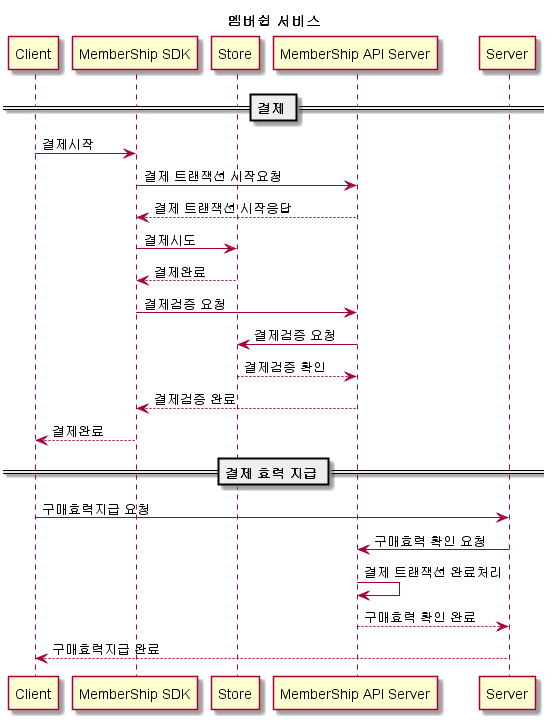 멤버쉽 서비스
Client MemberShip SDK Store MemberShip API Server Server
결제
결제시작
결제 트랜잭션 시작요청
결제 트랜잭션 시작응답
결제시도
결제완료
결제검증 요청
결제검증 요청
결제검증 확인
결제검증 완료
결제완료
결제 효력 지급
구매효력지급 요청
구매효력 확인 요청
결제 트랜잭션 완료처리
구매효력 확인 완료
구매효력지급 완료
Client MemberShip SDK Store MemberShip API Server Server